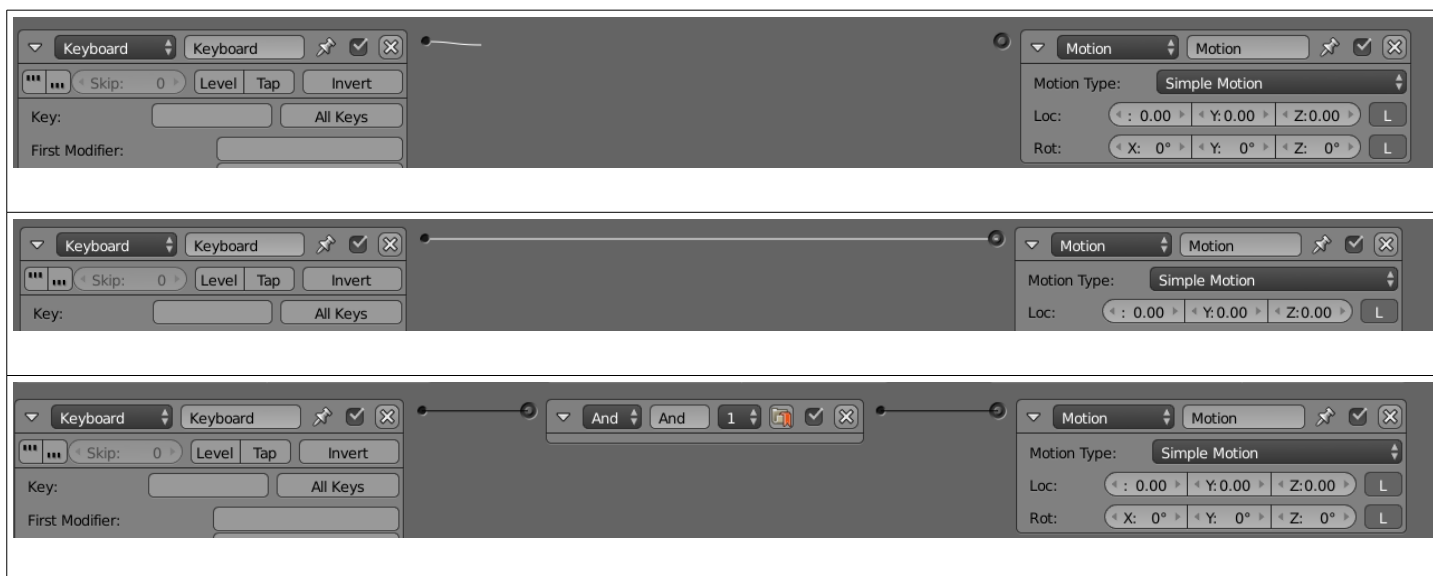 Keyboard Keyboard Motion Motion
Skip: 0 Level Tap Invert Motion Type: Simple Motion
Key: All Keys Loc: : 0.00 Y: 0.00 Z: 0.00 L
First Modifier: Rot: X: 0° Y: 0° Z: 0° L
Keyboard Keyboard Motion Motion
Skip: 0 Level Tap Invert Motion Type: Simple Motion
Key: All Keys Loc: : 0.00 Y: 0.00 Z: 0.00 L
Keyboard Keyboard And And 1 Motion Motion
Skip: 0 Level Tap Invert Motion Type: Simple Motion
Key: All Keys Loc: : 0.00 Y: 0.00 Z: 0.00 L
First Modifier: Rot: X: 0° Y: 0° Z: 0° L